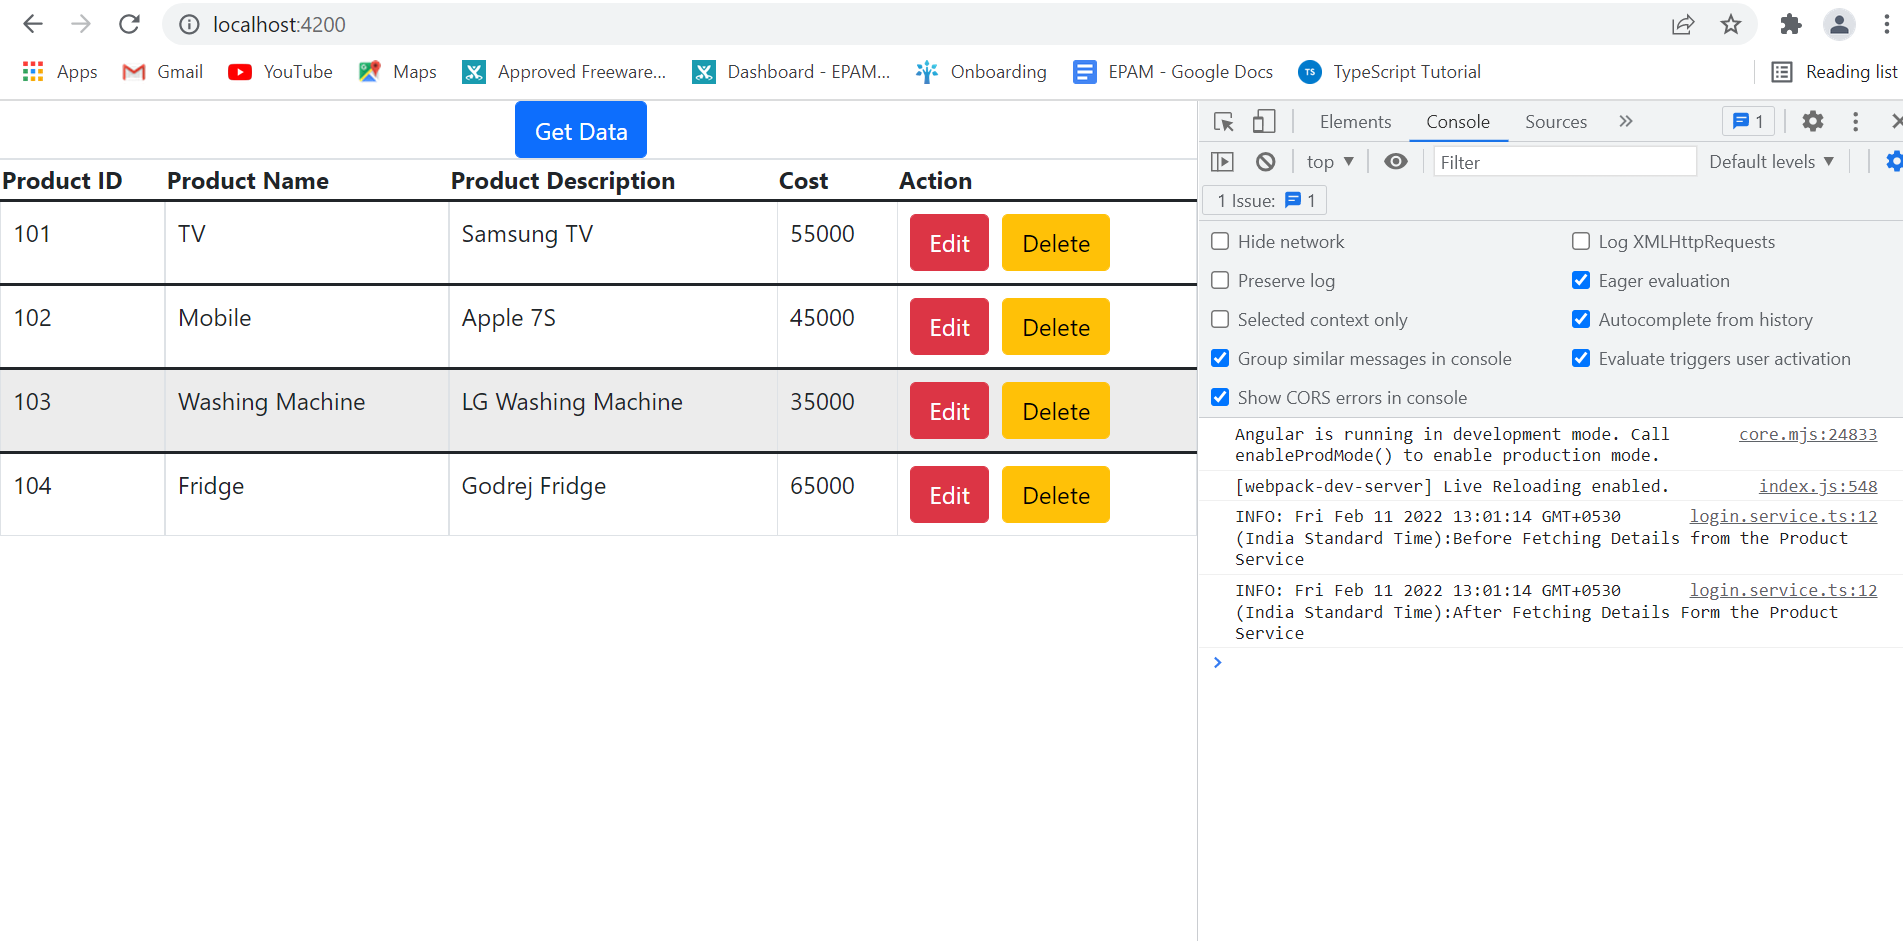 localhost:4200
Apps Gmail YouTube Maps Approved Freeware... Dashboard - EPAM... Onboarding EPAM - Google Docs TS TypeScript Tutorial Reading list
Get Data
Product ID Product Name Product Description Cost Action
101 TV Samsung TV 55000 Edit Delete
102 Mobile Apple 7S 45000 Edit Delete
103 Washing Machine LG Washing Machine 35000 Edit Delete
104 Fridge Godrej Fridge 65000 Edit Delete
Elements Console Sources 1
top Filter Default levels
1 Issue: 1
Hide network Log XMLHttpRequests
Preserve log Eager evaluation
Selected context only Autocomplete from history
Group similar messages in console Evaluate triggers user activation
Show CORS errors in console
Angular is running in development mode. Call core.mjs:24833
enableProdMode() to enable production mode.
[webpack-dev-server] Live Reloading enabled. index.js:548
INFO: Fri Feb 11 2022 13:01:14 GMT+0530 login.service.ts:12
(India Standard Time):Before Fetching Details from the Product
Service
INFO: Fri Feb 11 2022 13:01:14 GMT+0530 login.service.ts:12
(India Standard Time):After Fetching Details Form the Product
Service